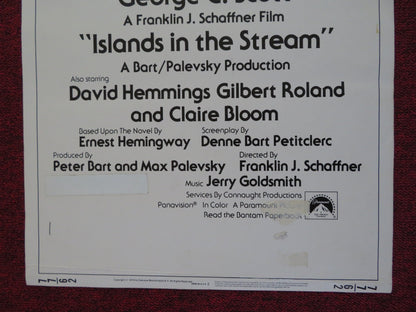 George C. Scott
A Franklin J. Schaffner Film
"Islands in the Stream"
A Bart/Palevsky Production
Also starring
David Hemmings Gilbert Roland
and Claire Bloom
Based Upon The Novel By
Ernest Hemingway
Screenplay By
Denne Bart Petitclerc
Produced By
Peter Bart and Max Palevsky
Directed By
Franklin J. Schaffner
Music Jerry Goldsmith
Services By Connaught Productions
Panavision® In Color A Paramount Picture
Read the Bantam Paperback
77/62
77/62